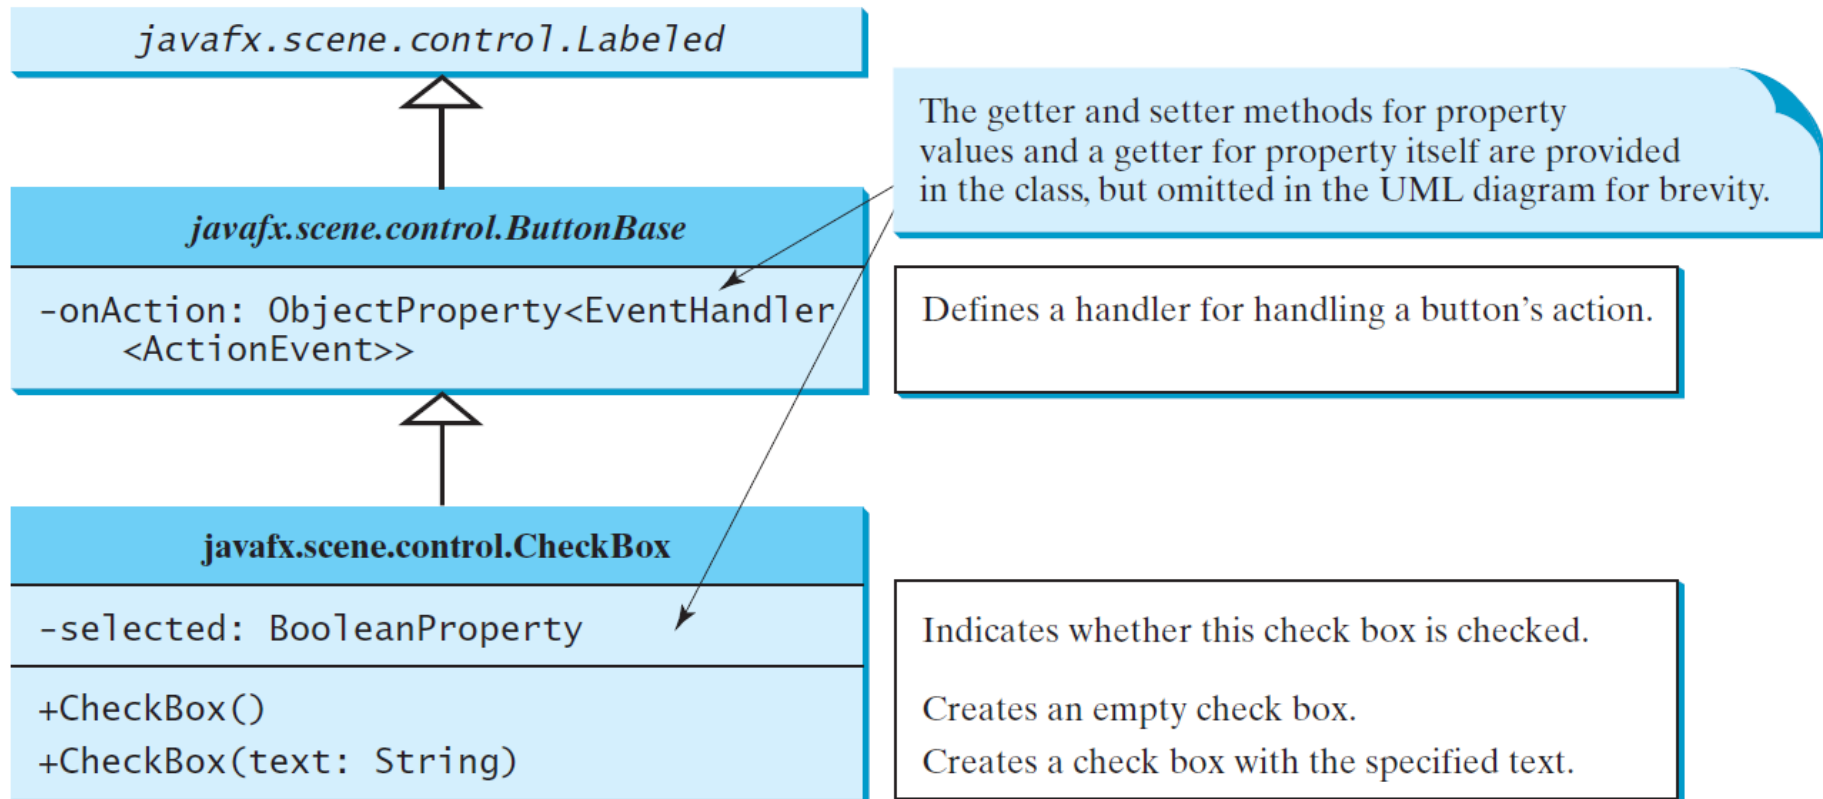 javafx.scene.control.Labeled
The getter and setter methods for property
values and a getter for property itself are provided
in the class, but omitted in the UML diagram for brevity.
javafx.scene.control.ButtonBase
-onAction: ObjectProperty<EventHandler
<ActionEvent>>
Defines a handler for handling a button's action.
javafx.scene.control.CheckBox
-selected: BooleanProperty
Indicates whether this check box is checked.
+CheckBox()
Creates an empty check box.
+CheckBox(text: String)
Creates a check box with the specified text.